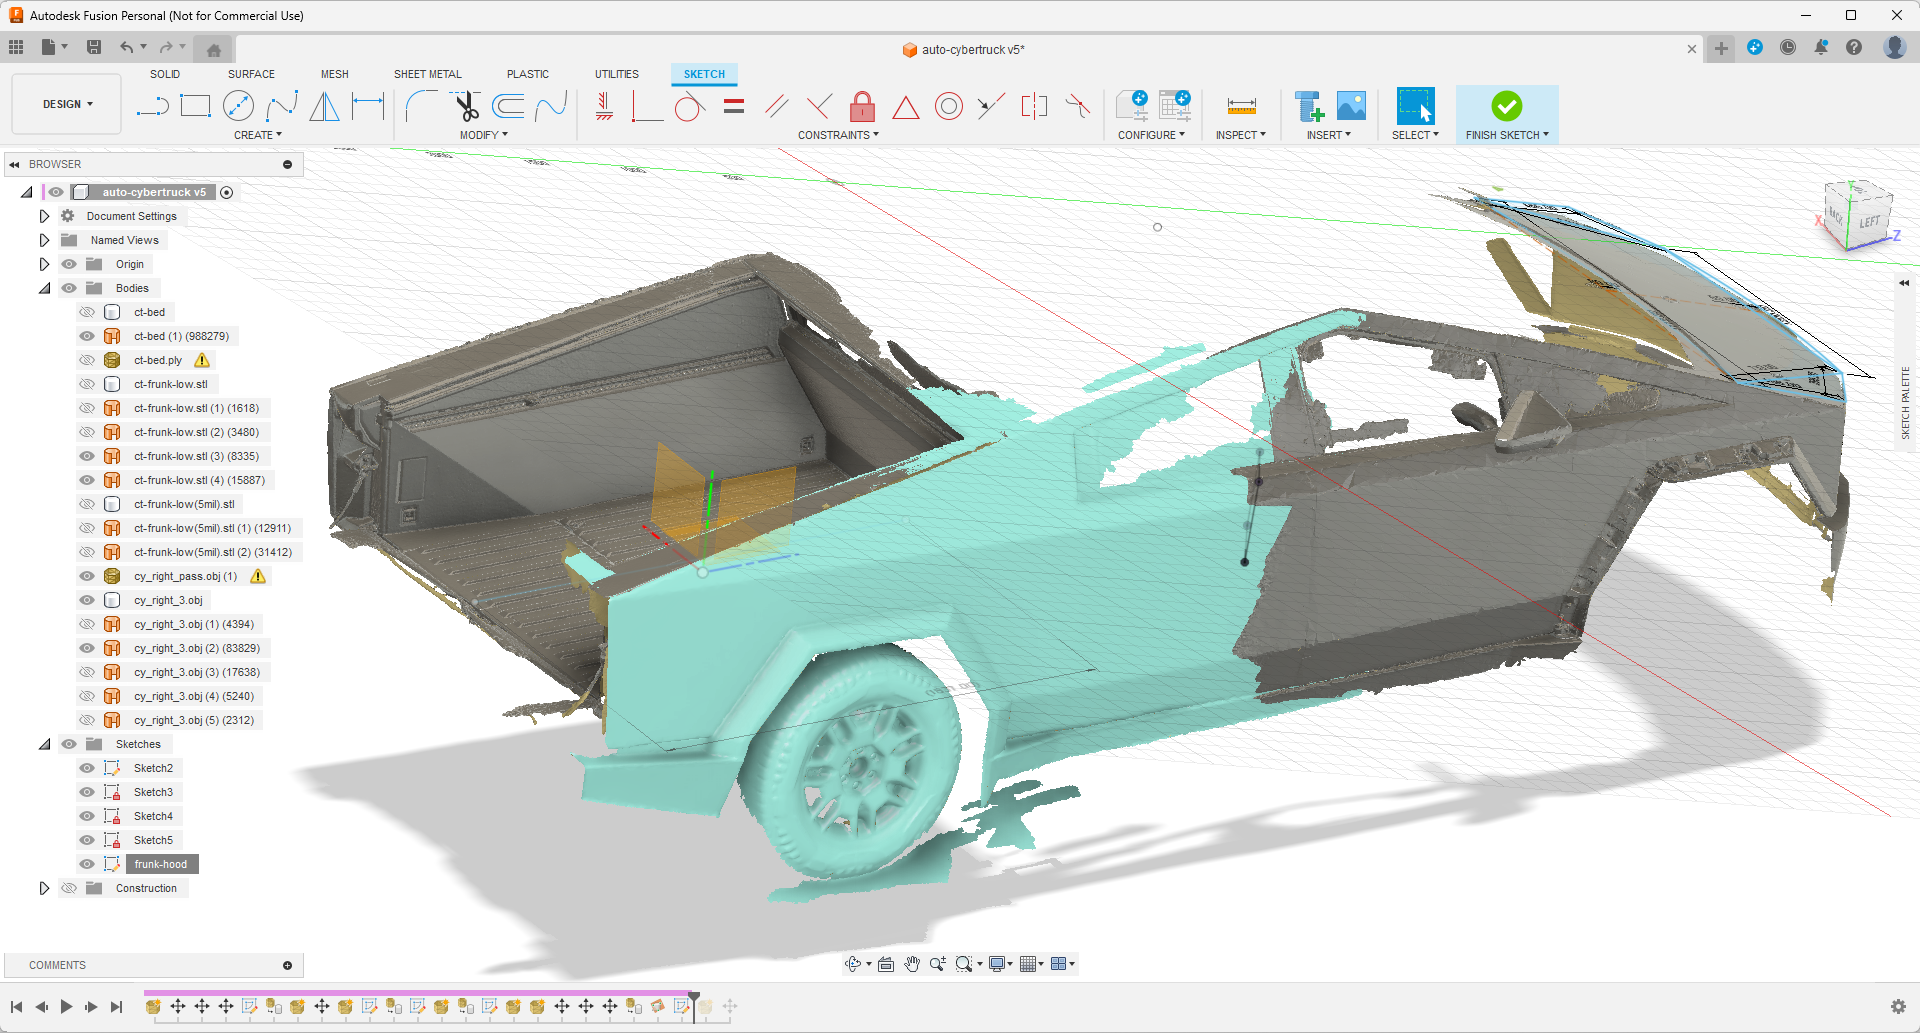 Autodesk Fusion Personal (Not for Commercial Use)
auto-cybertruck v5*
SOLID SURFACE MESH SHEET METAL PLASTIC UTILITIES SKETCH
DESIGN
CREATE MODIFY CONSTRAINTS CONFIGURE INSPECT INSERT SELECT FINISH SKETCH
BROWSER
auto-cybertruck v5
Document Settings
Named Views
Origin
Bodies
ct-bed
ct-bed (1) (988279)
ct-bed.ply
ct-frunk-low.stl
ct-frunk-low.stl (1) (1618)
ct-frunk-low.stl (2) (3480)
ct-frunk-low.stl (3) (8335)
ct-frunk-low.stl (4) (15887)
ct-frunk-low(5mil).stl
ct-frunk-low(5mil).stl (1) (12911)
ct-frunk-low(5mil).stl (2) (31412)
cy_right_pass.obj (1)
cy_right_3.obj
cy_right_3.obj (1) (4394)
cy_right_3.obj (2) (83829)
cy_right_3.obj (3) (17638)
cy_right_3.obj (4) (5240)
cy_right_3.obj (5) (2312)
Sketches
Sketch2
Sketch3
Sketch4
Sketch5
frunk-hood
Construction
BACK LEFT
X Y Z
SKETCH PALETTE
COMMENTS